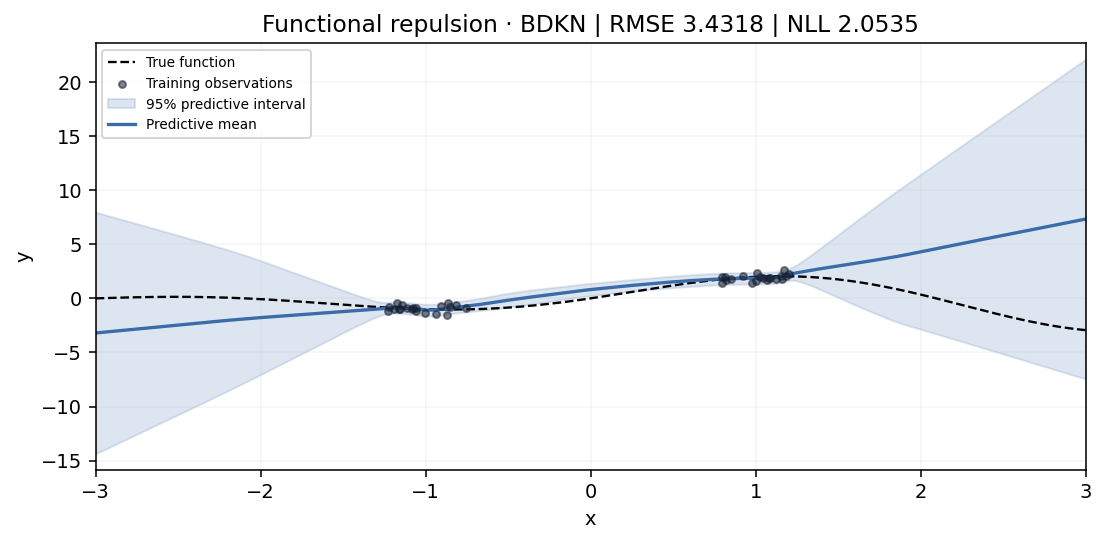 Functional repulsion · BDKN | RMSE 3.4318 | NLL 2.0535
True function
Training observations
95% predictive interval
Predictive mean
20
15
10
5
0
−5
−10
−15
y
−3
−2
−1
0
1
2
3
x